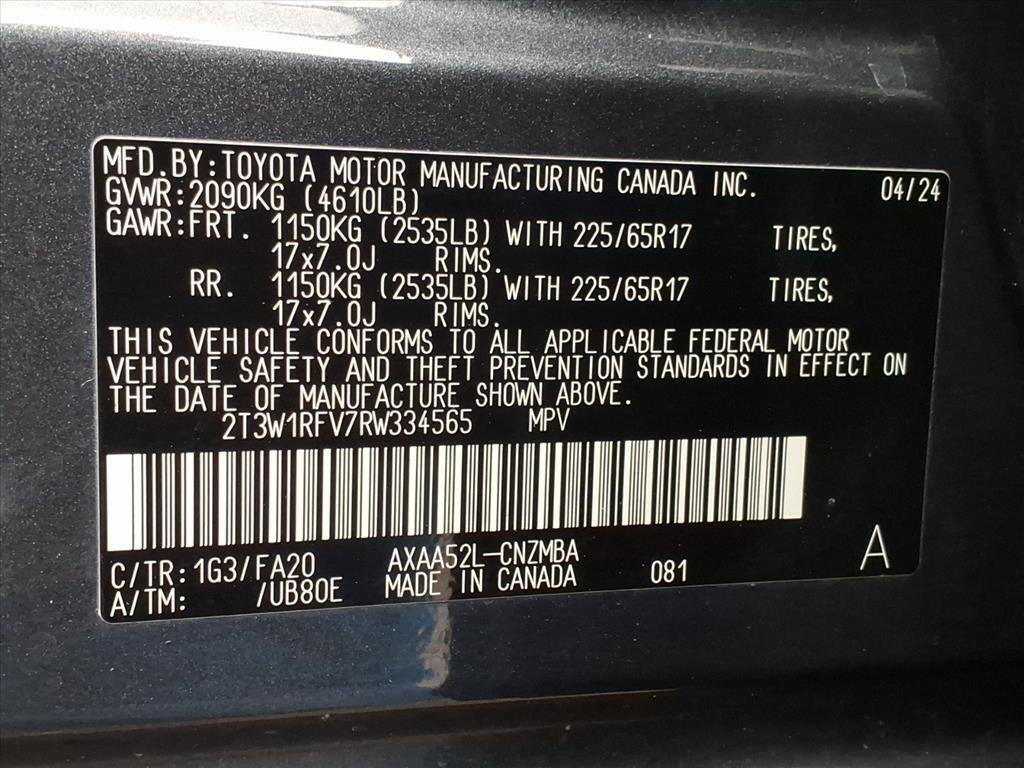 MFD.BY:TOYOTA MOTOR MANUFACTURING CANADA INC. 04/24
GVWR:2090KG (4610LB)
GAWR:FRT. 1150KG (2535LB) WITH 225/65R17 TIRES,
17x7.0J RIMS.
RR. 1150KG (2535LB) WITH 225/65R17 TIRES,
17x7.0J RIMS.
THIS VEHICLE CONFORMS TO ALL APPLICABLE FEDERAL MOTOR
VEHICLE SAFETY AND THEFT PREVENTION STANDARDS IN EFFECT ON
THE DATE OF MANUFACTURE SHOWN ABOVE.
2T3W1RFV7RW334565 MPV
C/TR:1G3/FA20 AXAA52L-CNZMBA A
A/TM: /UB80E MADE IN CANADA 081